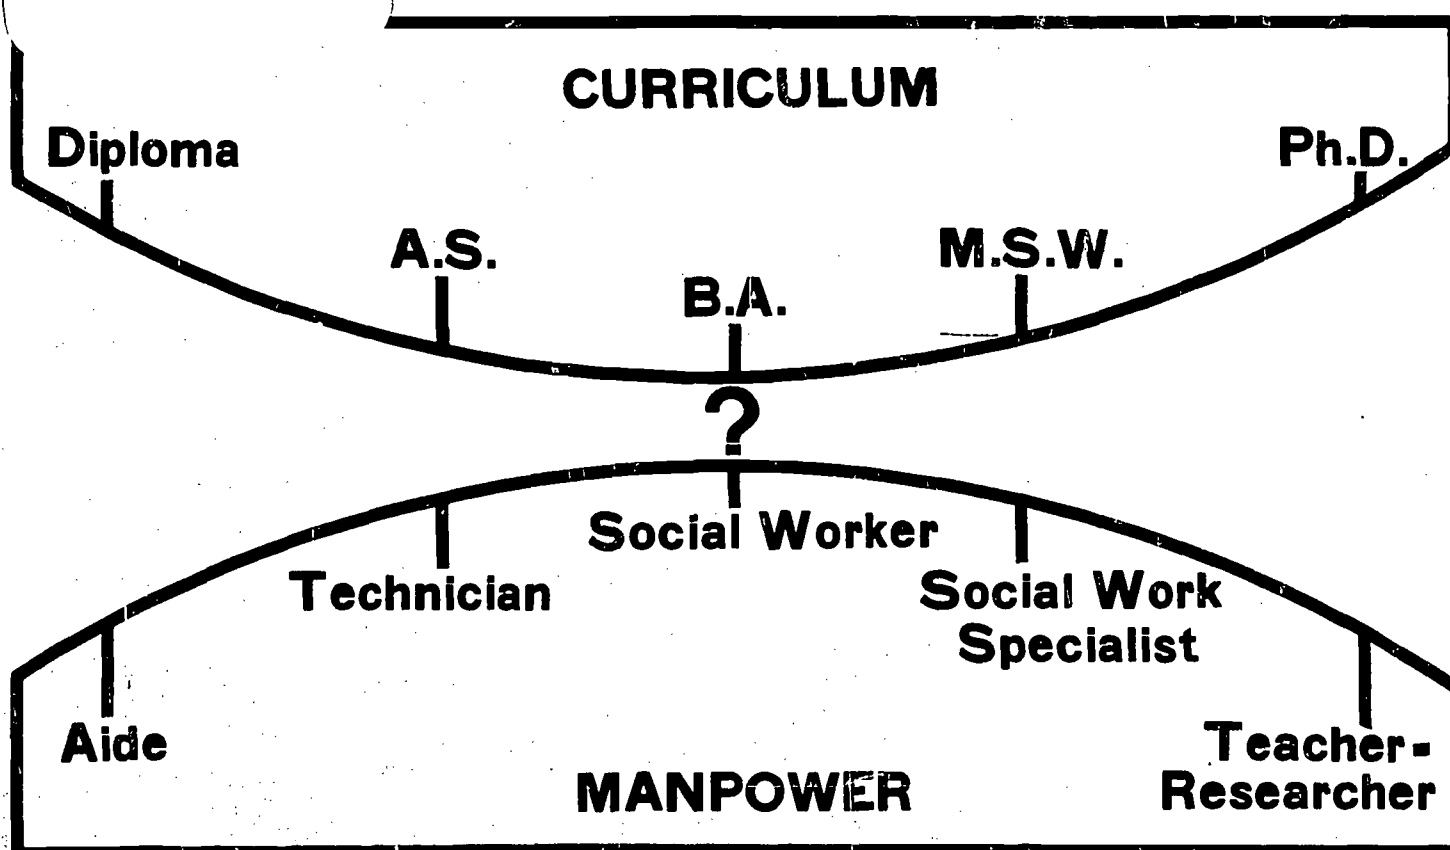 CURRICULUM
Diploma
Ph.D.
A.S.
M.S.W.
B.A.
?
Social Worker
Technician
Social Work
Specialist
Aide
Teacher-
Researcher
MANPOWER